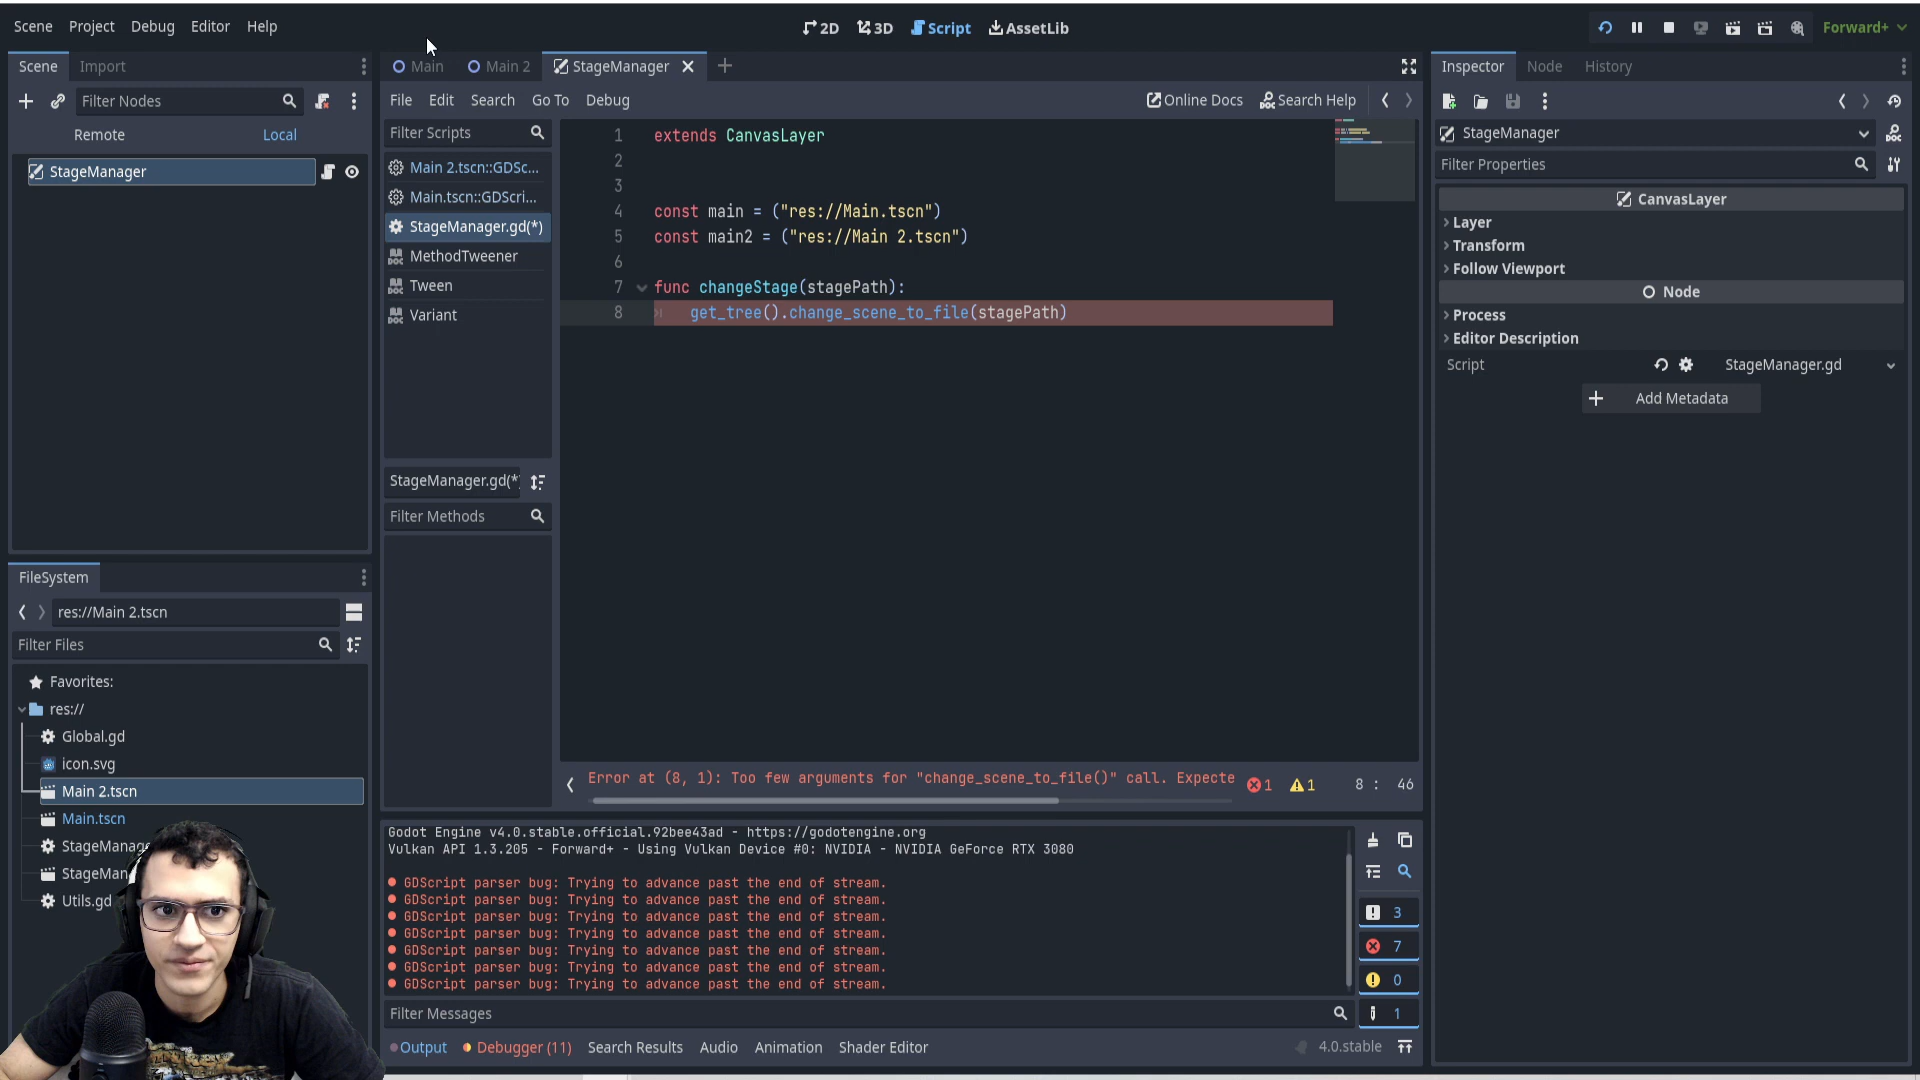 Scene Project Debug Editor Help
2D 3D Script AssetLib
Forward+
Scene Import
Filter Nodes
Remote Local
StageManager
Main Main 2 StageManager
File Edit Search Go To Debug
Online Docs Search Help
Filter Scripts
Main 2.tscn::GDSc...
Main.tscn::GDScri...
StageManager.gd(*)
MethodTweener
Tween
Variant
StageManager.gd(*
Filter Methods
1 extends CanvasLayer
2
3
4 const main = ("res://Main.tscn")
5 const main2 = ("res://Main 2.tscn")
6
7 func changeStage(stagePath):
8 get_tree().change_scene_to_file(stagePath)
Error at (8, 1): Too few arguments for "change_scene_to_file()" call. Expecte
1 1 8 : 46
Godot Engine v4.0.stable.official.92bee43ad - https://godotengine.org
Vulkan API 1.3.205 - Forward+ - Using Vulkan Device #0: NVIDIA - NVIDIA GeForce RTX 3080
GDScript parser bug: Trying to advance past the end of stream.
GDScript parser bug: Trying to advance past the end of stream.
GDScript parser bug: Trying to advance past the end of stream.
GDScript parser bug: Trying to advance past the end of stream.
GDScript parser bug: Trying to advance past the end of stream.
GDScript parser bug: Trying to advance past the end of stream.
GDScript parser bug: Trying to advance past the end of stream.
3
7
0
1
Filter Messages
Output Debugger (11) Search Results Audio Animation Shader Editor
4.0.stable
FileSystem
res://Main 2.tscn
Filter Files
Favorites:
res://
Global.gd
icon.svg
Main 2.tscn
Main.tscn
StageManage
StageMan
Utils.gd
Inspector Node History
StageManager
Filter Properties
CanvasLayer
Layer
Transform
Follow Viewport
Node
Process
Editor Description
Script StageManager.gd
Add Metadata